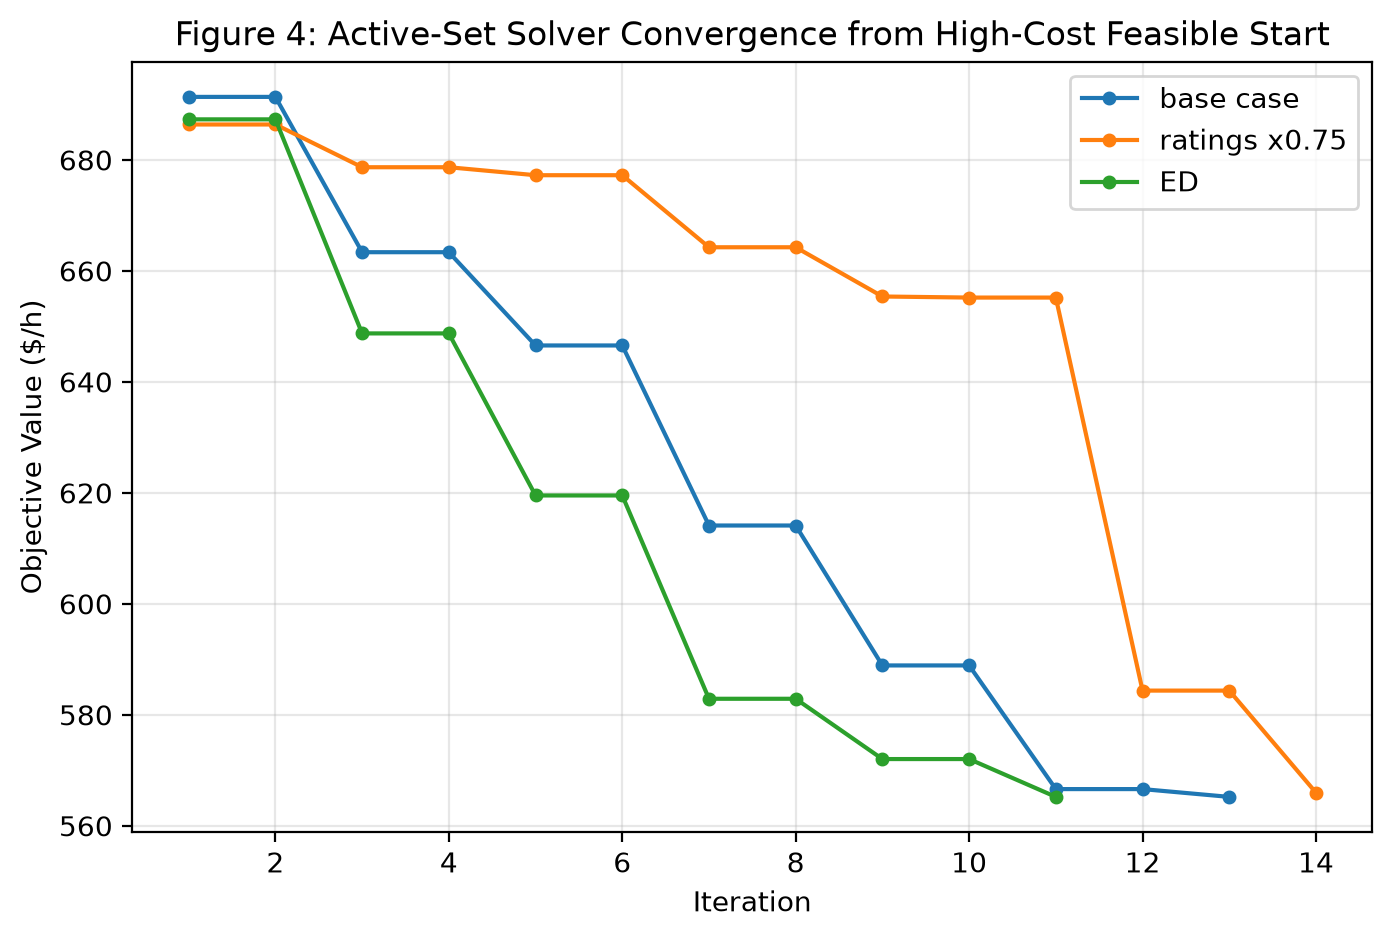 Figure 4: Active-Set Solver Convergence from High-Cost Feasible Start
base case
ratings x0.75
ED
Objective Value ($/h)
680
660
640
620
600
580
560
2 4 6 8 10 12 14
Iteration